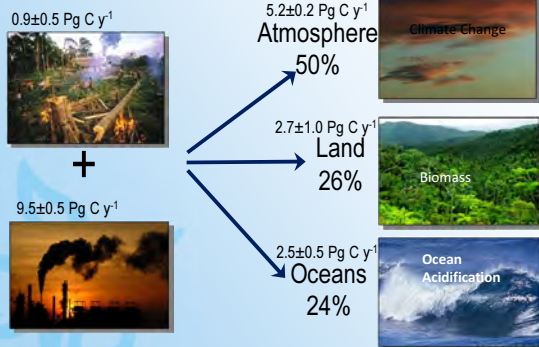 0.9±0.5 Pg C y-1
+
9.5±0.5 Pg C y-1
5.2±0.2 Pg C y-1
Atmosphere
50%
Climate Change
2.7±1.0 Pg C y-1
Land
26%
Biomass
2.5±0.5 Pg C y-1
Oceans
24%
Ocean
Acidification